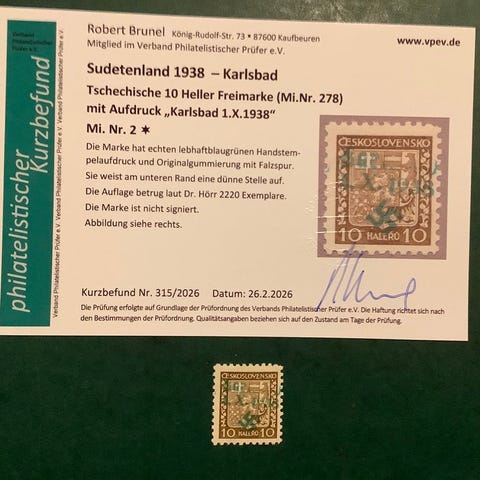 Robert Brunel König-Rudolf-Str. 73 • 87600 Kaufbeuren
Mitglied im Verband Philatelistischer Prüfer e.V.
www.vpev.de
Verband
Philatelistischer
Prüfer e.V.
philatelistischer
Kurzbefund
Sudetenland 1938 – Karlsbad
Tschechische 10 Heller Freimarke (Mi.Nr. 278)
mit Aufdruck „Karlsbad 1.X.1938"
Mi. Nr. 2 ✶
Die Marke hat echten lebhaftblaugrünen Handstem-
pelaufdruck und Originalgummierung mit Falzspur.
Sie weist am unteren Rand eine dünne Stelle auf.
Die Auflage betrug laut Dr. Hörr 2220 Exemplare.
Die Marke ist nicht signiert.
Abbildung siehe rechts.
ČESKOSLOVENSKO
10 HALÉŘŮ 10
Kurzbefund Nr. 315/2026 Datum: 26.2.2026
Die Prüfung erfolgte auf Grundlage der Prüfordnung des Verbands Philatelistischer Prüfer e.V. Die Haftung richtet sich nach
den Bestimmungen der Prüfordnung. Qualitätsangaben beziehen sich auf den Zustand am Tage der Prüfung.
ČESKOSLOVENSKO
10 HALÉŘŮ 10